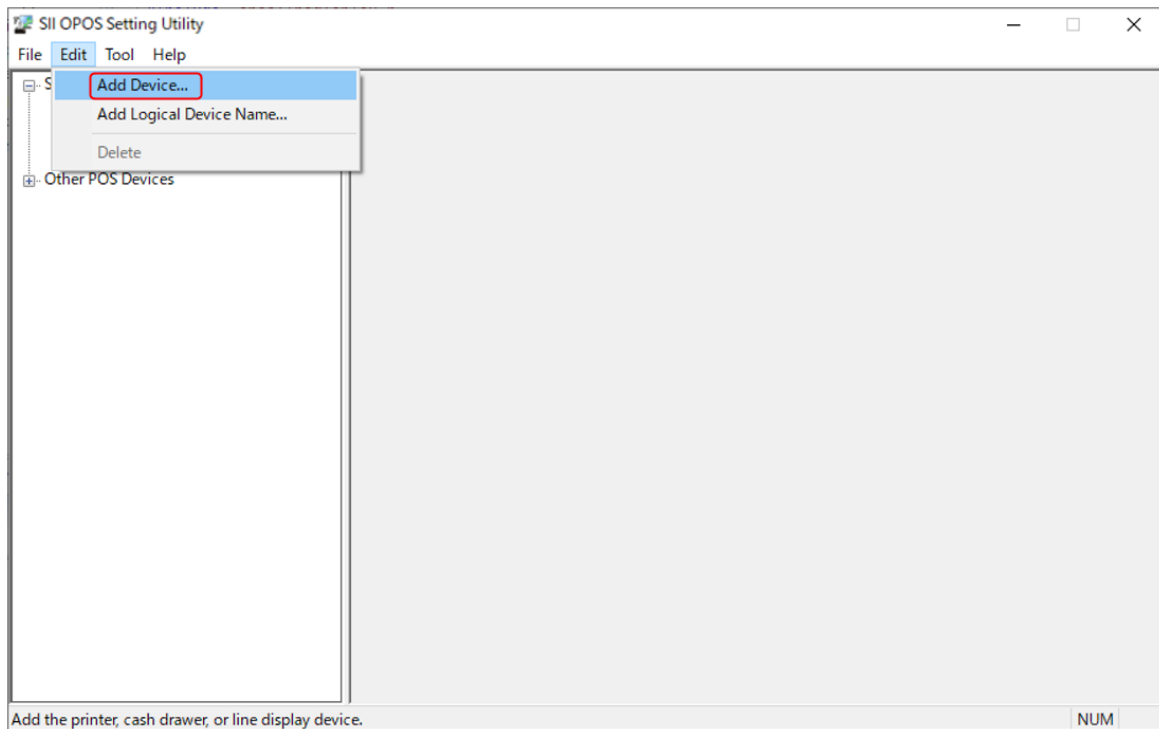 SII OPOS Setting Utility
File Edit Tool Help
S
Add Device...
Add Logical Device Name...
Delete
Other POS Devices
Add the printer, cash drawer, or line display device.
NUM